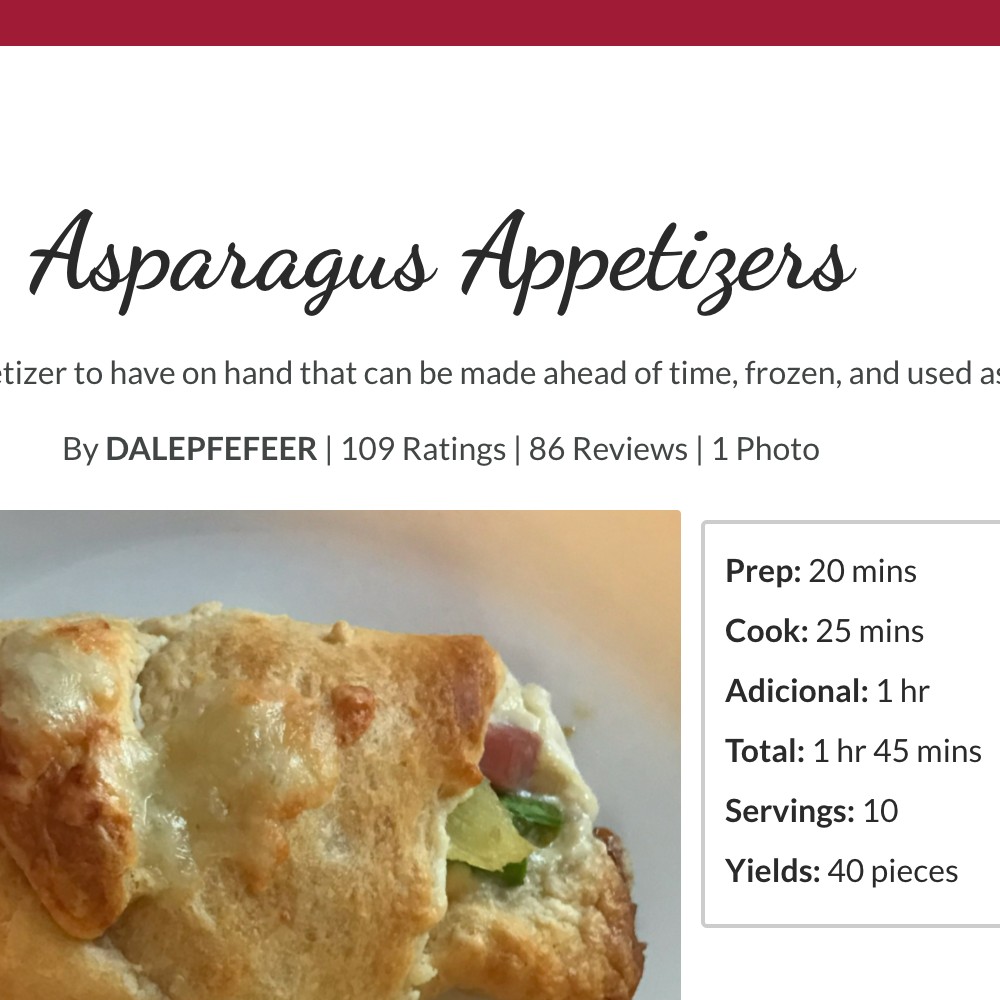 Asparagus Appetizers
to have on hand that can be made ahead of time, frozen, and used
By DALEPFEFEER | 109 Ratings | 86 Reviews | 1 Photo
Prep: 20 mins
Cook: 25 mins
Adicional: 1 hr
Total: 1 hr 45 mins
Servings: 10
Yields: 40 pieces